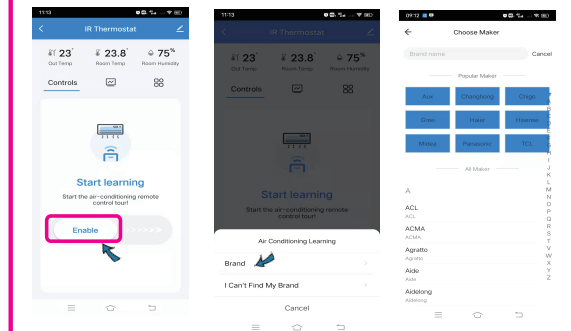 11:13
IR Thermostat
23°
23.8°
75%
Out Temp
Room Temp
Room Humidity
Controls
Start learning
Start the air-conditioning remote
control tour!
Enable
11:13
IR Thermostat
23°
23.8°
75%
Out Temp
Room Temp
Room Humidity
Controls
Start learning
Start the air-conditioning remote
control tour!
Air Conditioning Learning
Brand
I Can't Find My Brand
Cancel
09:12
Choose Maker
Brand name
Cancel
Popular Maker
Aux
Changhong
Chigo
Gree
Haier
Hisense
Midea
Panasonic
TCL
All Maker
A
ACL
ACL
ACMA
ACMA
Agratto
Agratto
Aide
Aide
Aidelong
Aidelong
H
I
J
K
L
M
N
O
P
Q
R
S
T
V
W
X
Y
Z